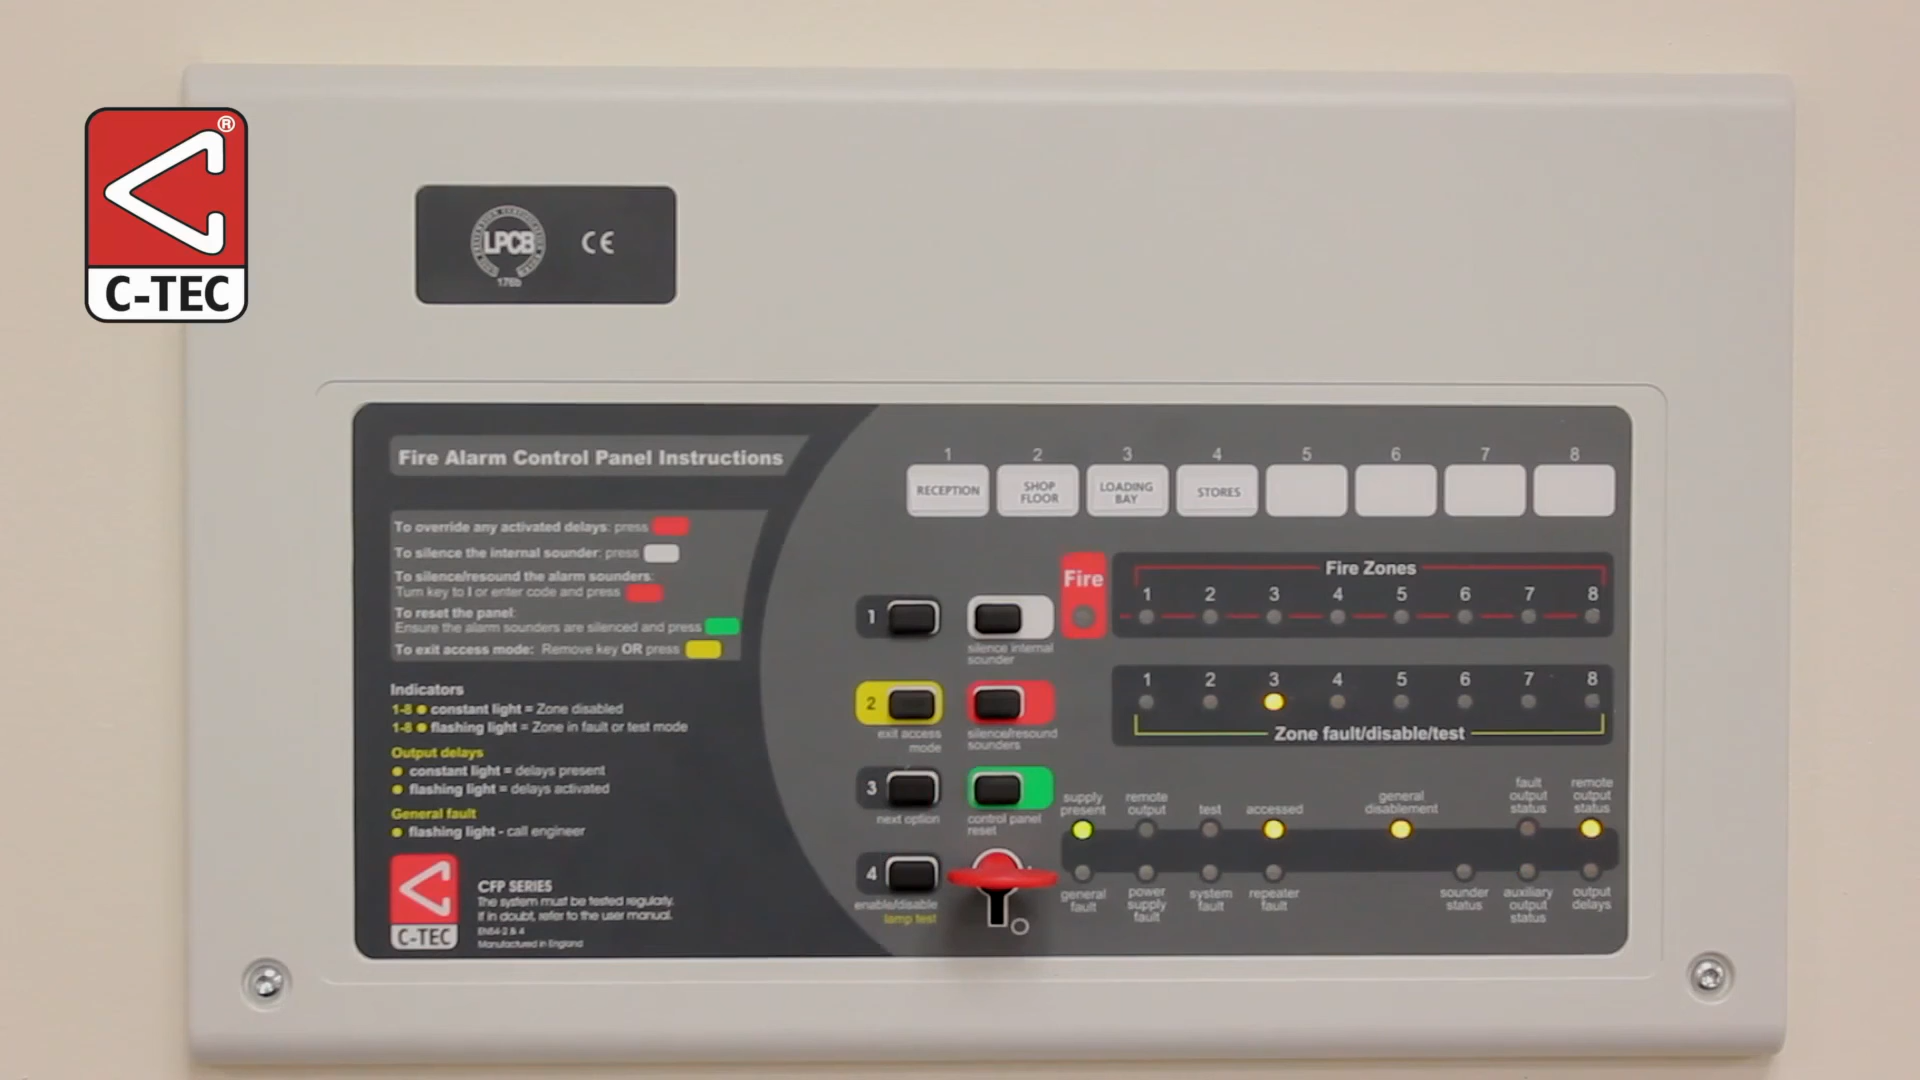 ®
C-TEC
LPCB
CE
176b
Fire Alarm Control Panel Instructions
To override any activated delays: press
To silence the internal sounder: press
To silence/resound the alarm sounders:
Turn key to I or enter code and press
To reset the panel:
Ensure the alarm sounders are silenced and press
To exit access mode: Remove key OR press
Indicators
1-8 constant light = Zone disabled
1-8 flashing light = Zone in fault or test mode
Output delays
constant light = delays present
flashing light = delays activated
General fault
flashing light - call engineer
C-TEC
CFP SERIES
The system must be tested regularly.
If in doubt, refer to the user manual.
EN54-2 & 4
Manufactured in England
1 2 3 4 5 6 7 8
RECEPTION
SHOP
FLOOR
LOADING
BAY
STORES
1
silence internal
sounder
2
exit access
mode
silence/resound
sounders
3
next option
control panel
reset
4
enable/disable
lamp test
Fire
Fire Zones
1 2 3 4 5 6 7 8
1 2 3 4 5 6 7 8
Zone fault/disable/test
supply
present
remote
output
test
accessed
general
disablement
fault
output
status
remote
output
status
general
fault
power
supply
fault
system
fault
repeater
fault
sounder
status
auxiliary
output
status
output
delays